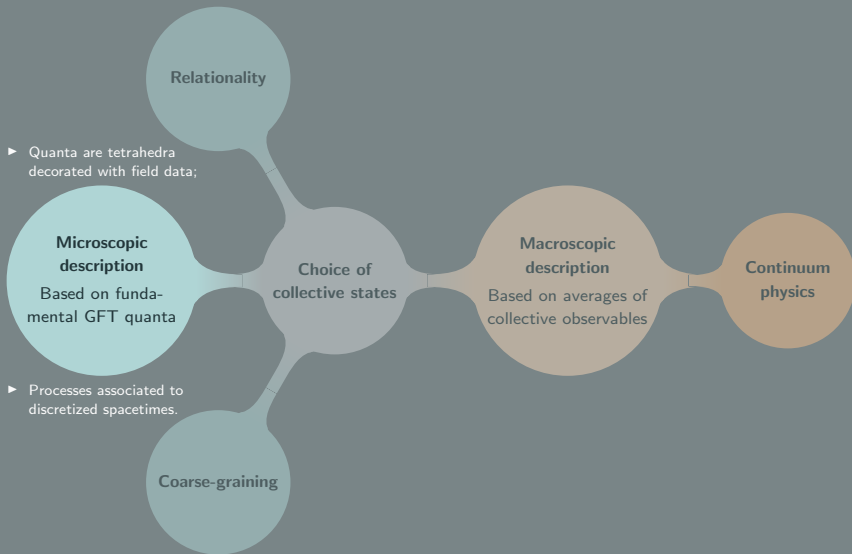 Relationality
► Quanta are tetrahedra
decorated with field data;
Microscopic
description
Based on funda-
mental GFT quanta
Choice of
collective states
Macroscopic
description
Based on averages of
collective observables
Continuum
physics
► Processes associated to
discretized spacetimes.
Coarse-graining